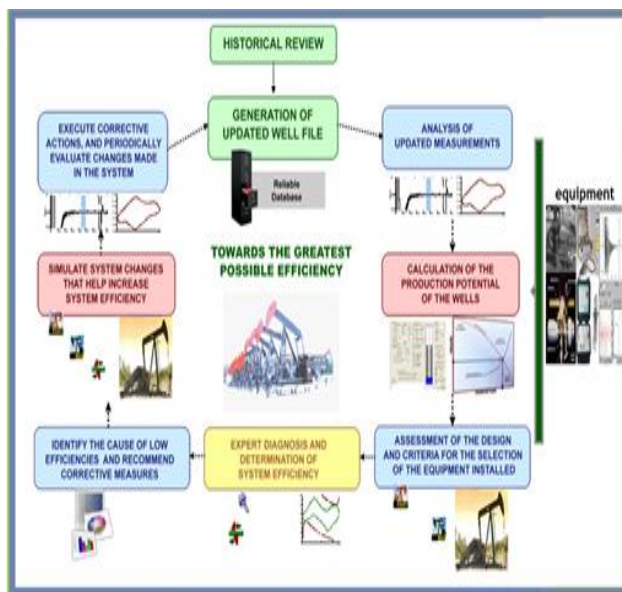 HISTORICAL REVIEW
GENERATION OF
UPDATED WELL FILE
Reliable
Database
ANALYSIS OF
UPDATED MEASUREMENTS
equipment
CALCULATION OF THE
PRODUCTION POTENTIAL
OF THE WELLS
ASSESSMENT OF THE DESIGN
AND CRITERIA FOR THE SELECTION
OF THE EQUIPMENT INSTALLED
EXPERT DIAGNOSIS AND
DETERMINATION OF
SYSTEM EFFICIENCY
IDENTIFY THE CAUSE OF LOW
EFFICIENCIES AND RECOMMEND
CORRECTIVE MEASURES
SIMULATE SYSTEM CHANGES
THAT HELP INCREASE
SYSTEM EFFICIENCY
EXECUTE CORRECTIVE
ACTIONS, AND PERIODICALLY
EVALUATE CHANGES MADE
IN THE SYSTEM
TOWARDS THE GREATEST
POSSIBLE EFFICIENCY